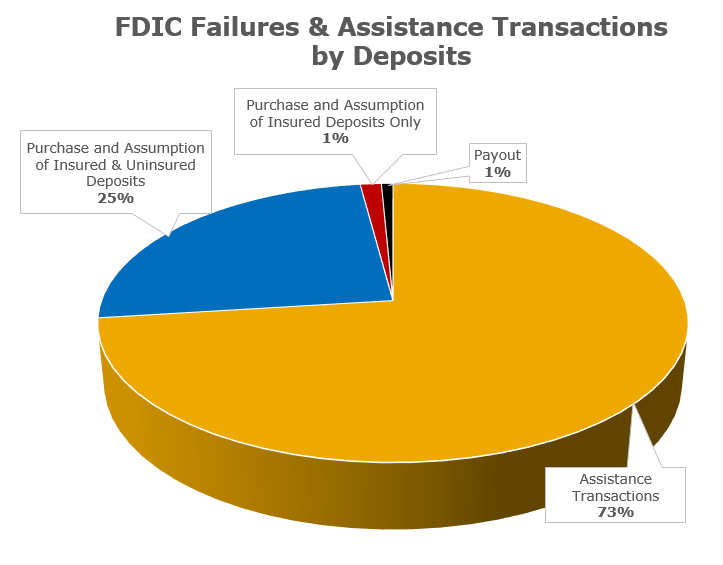 FDIC Failures & Assistance Transactions
by Deposits
Purchase and Assumption
of Insured Deposits Only
1%
Purchase and Assumption
of Insured & Uninsured
Deposits
25%
Payout
1%
Assistance
Transactions
73%